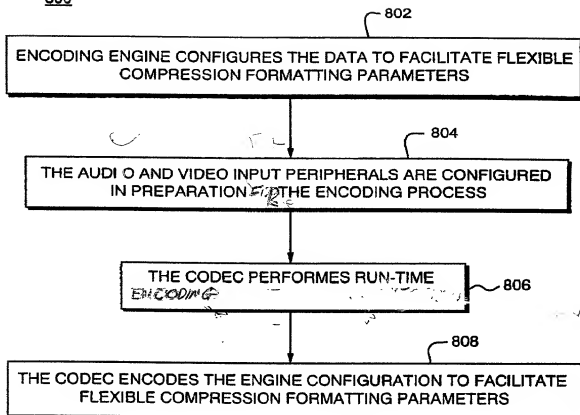 802
ENCODING ENGINE CONFIGURES THE DATA TO FACILITATE FLEXIBLE
COMPRESSION FORMATTING PARAMETERS
804
THE AUDI O AND VIDEO INPUT PERIPHERALS ARE CONFIGURED
IN PREPARATION THE ENCODING PROCESS
THE CODEC PERFORMES RUN-TIME
ENCODING
806
808
THE CODEC ENCODES THE ENGINE CONFIGURATION TO FACILITATE
FLEXIBLE COMPRESSION FORMATTING PARAMETERS